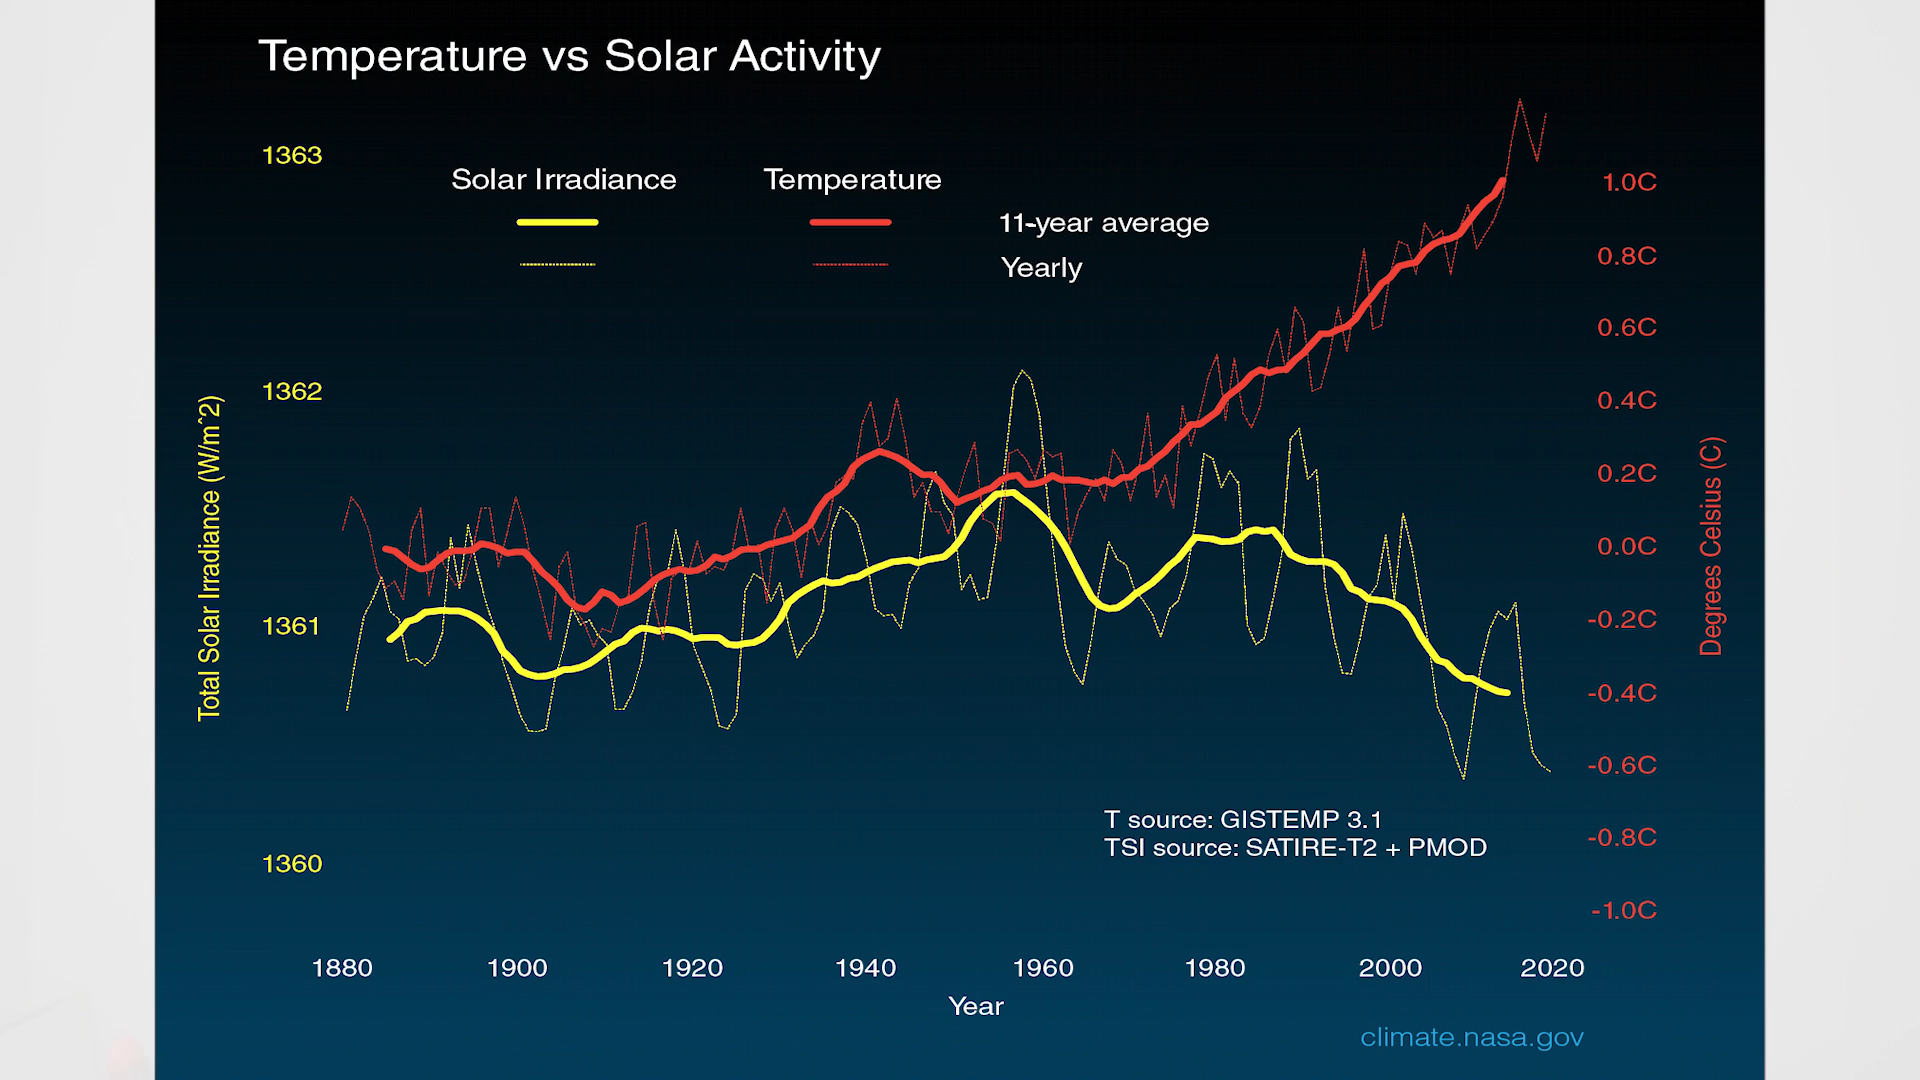 Temperature vs Solar Activity
1363
1362
1361
1360
Total Solar Irradiance (W/m^2)
Solar Irradiance
Temperature
11-year average
Yearly
1.0C
0.8C
0.6C
0.4C
0.2C
0.0C
-0.2C
-0.4C
-0.6C
-0.8C
-1.0C
Degrees Celsius (C)
T source: GISTEMP 3.1
TSI source: SATIRE-T2 + PMOD
1880 1900 1920 1940 1960 1980 2000 2020
Year
climate.nasa.gov